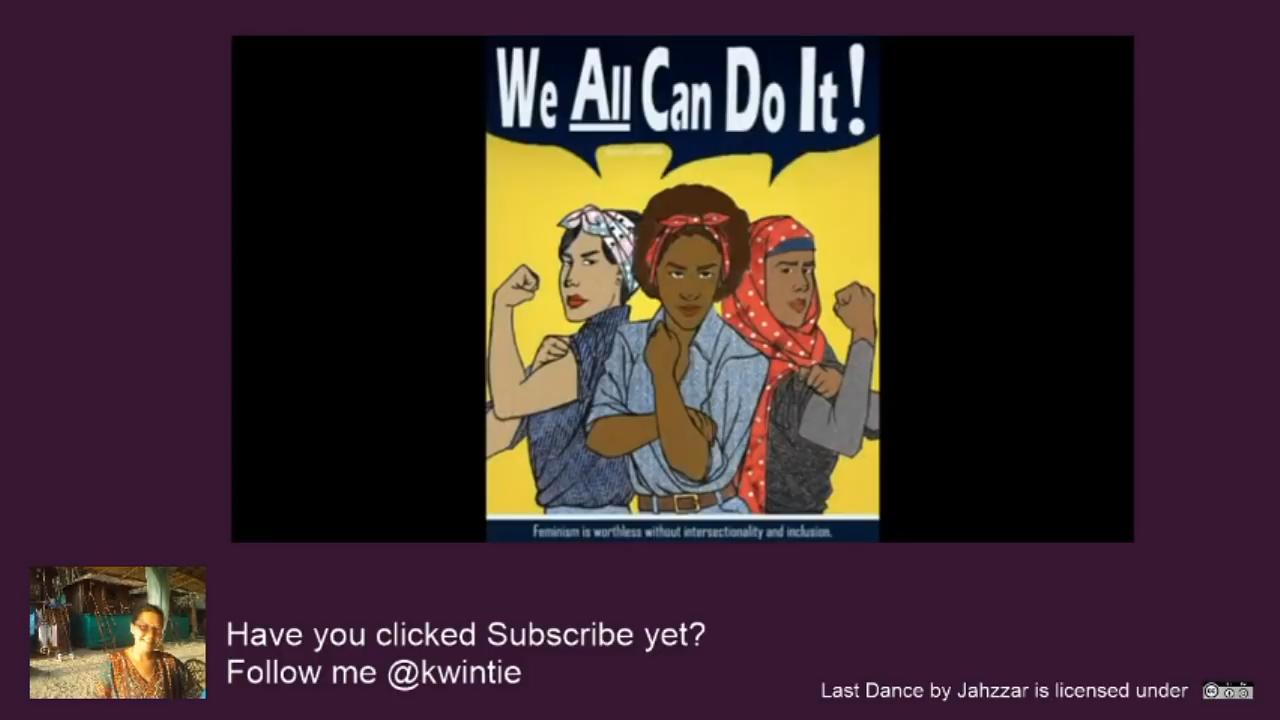 We All Can Do It!
Feminism is worthless without intersectionality and inclusion.
Have you clicked Subscribe yet?
Follow me @kwintie
Last Dance by Jahzzar is licensed under